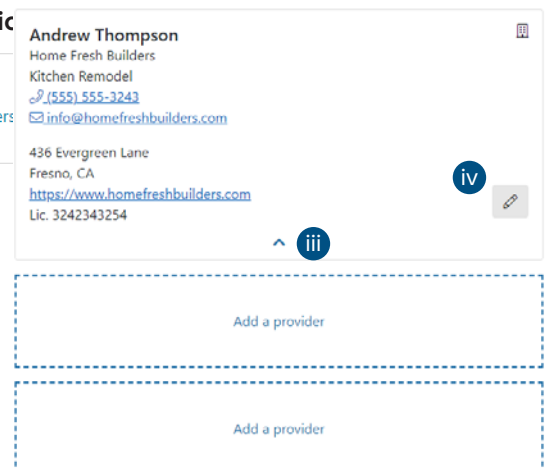 Andrew Thompson
Home Fresh Builders
Kitchen Remodel
(555) 555-3243
info@homefreshbuilders.com
436 Evergreen Lane
Fresno, CA
https://www.homefreshbuilders.com
Lic. 3242343254
iv
iii
Add a provider
Add a provider